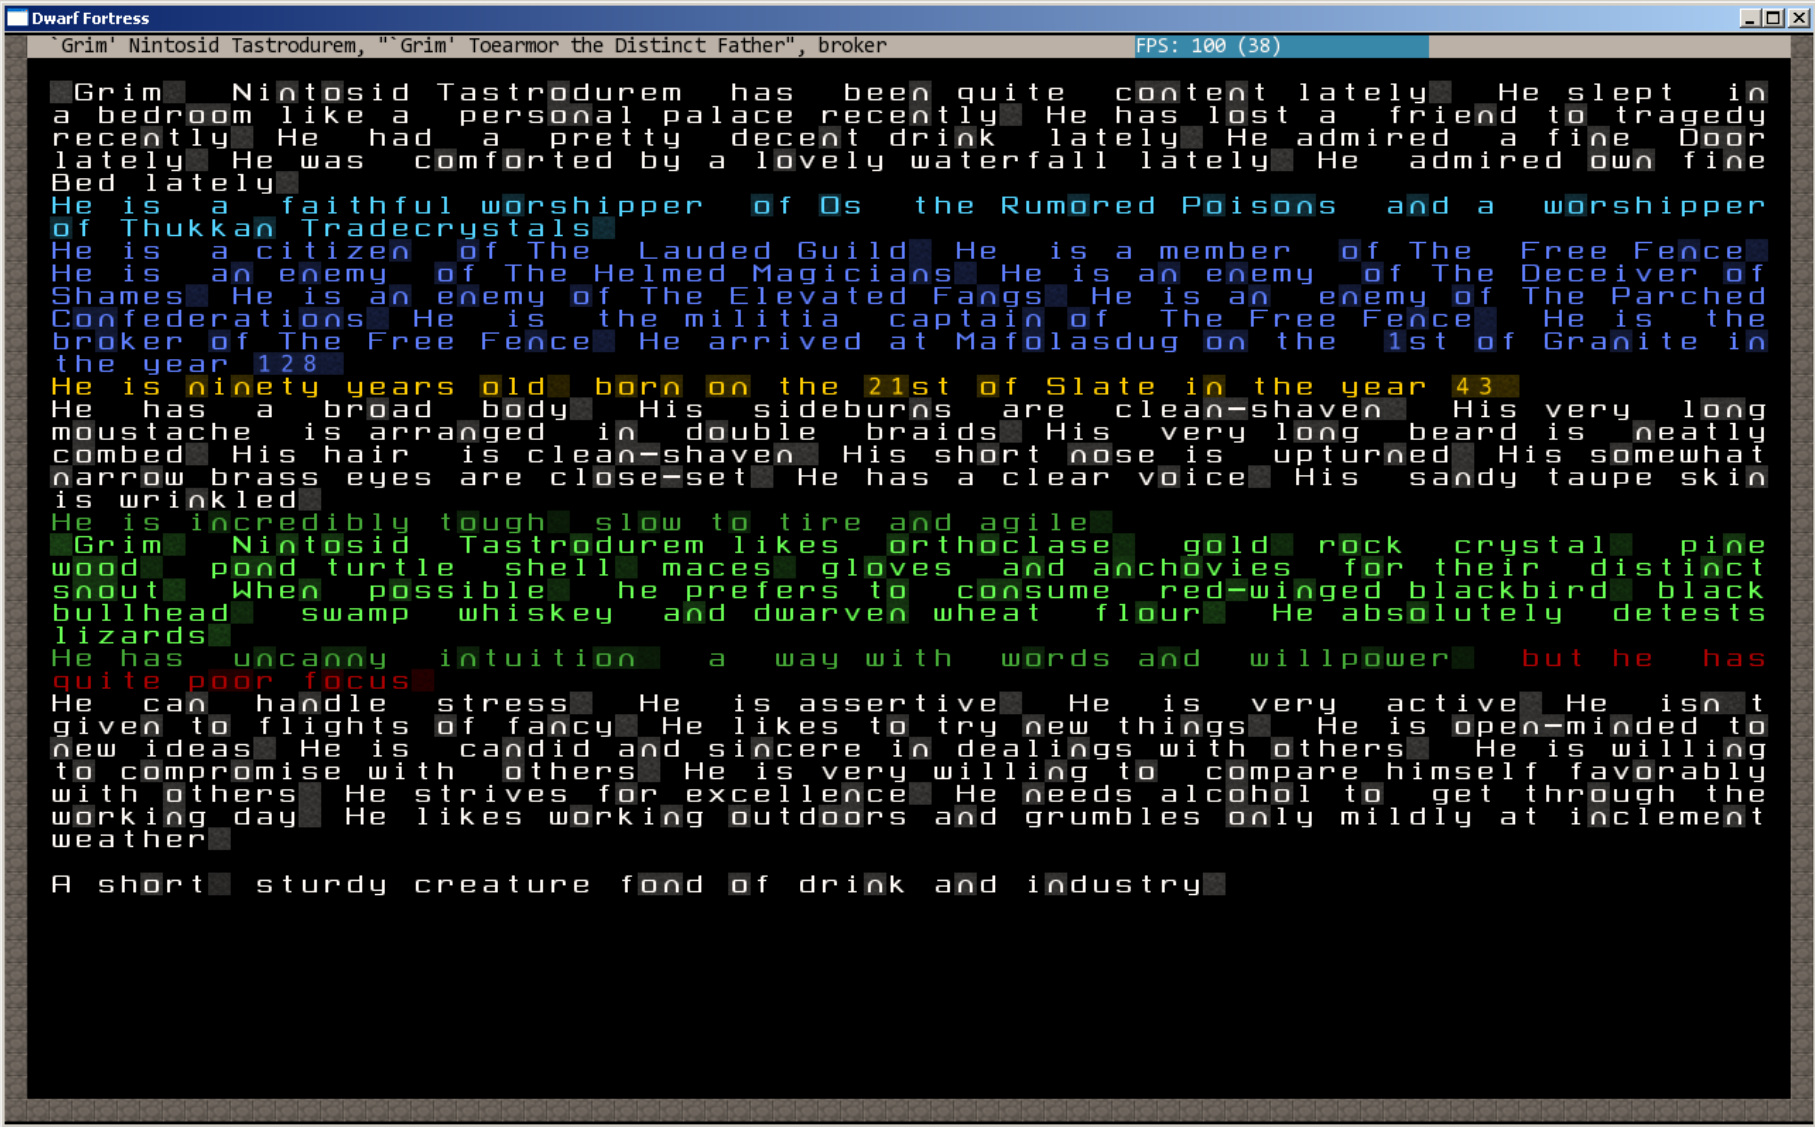 Dwarf Fortress
`Grim' Nintosid Tastrodurem, "`Grim' Toearmor the Distinct Father", broker FPS: 100 (38)
Grim Nintosid Tastrodurem has been quite content lately He slept in
a bedroom like a personal palace recently He has lost a friend to tragedy
recently He had a pretty decent drink lately He admired a fine Door
lately He was comforted by a lovely waterfall lately He admired own fine
Bed lately
He is a faithful worshipper of Os the Rumored Poisons and a worshipper
of Thukkan Tradecrystals
He is a citizen of The Lauded Guild He is a member of The Free Fence
He is an enemy of The Helmed Magicians He is an enemy of The Deceiver of
Shames He is an enemy of The Elevated Fangs He is an enemy of The Parched
Confederations He is the militia captain of The Free Fence He is the
broker of The Free Fence He arrived at Mafolasdug on the 1st of Granite in
the year 128
He is ninety years old born on the 21st of Slate in the year 43
He has a broad body His sideburns are clean-shaven His very long
moustache is arranged in double braids His very long beard is neatly
combed His hair is clean-shaven His short nose is upturned His somewhat
narrow brass eyes are close-set He has a clear voice His sandy taupe skin
is wrinkled
He is incredibly tough slow to tire and agile
Grim Nintosid Tastrodurem likes orthoclase gold rock crystal pine
wood pond turtle shell maces gloves and anchovies for their distinct
snout When possible he prefers to consume red-winged blackbird black
bullhead swamp whiskey and dwarven wheat flour He absolutely detests
lizards
He has uncanny intuition a way with words and willpower but he has
quite poor focus
He can handle stress He is assertive He is very active He isn t
given to flights of fancy He likes to try new things He is open-minded to
new ideas He is candid and sincere in dealings with others He is willing
to compromise with others He is very willing to compare himself favorably
with others He strives for excellence He needs alcohol to get through the
working day He likes working outdoors and grumbles only mildly at inclement
weather
A short sturdy creature fond of drink and industry